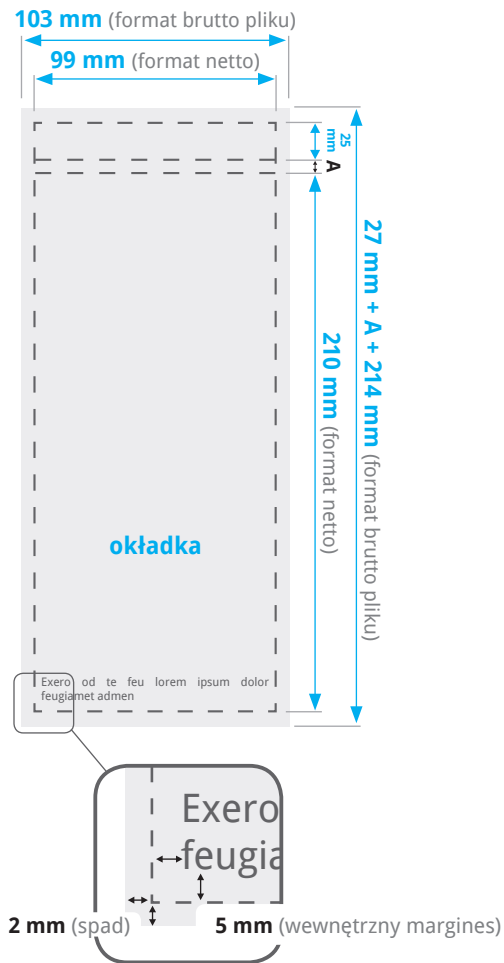 103 mm (format brutto pliku)
99 mm (format netto)
25
mm
A
27 mm + A + 214 mm (format brutto pliku)
210 mm (format netto)
okładka
Exero od te feu lorem ipsum dolor
feugiamet admen
Exero
feugia
2 mm (spad)
5 mm (wewnętrzny margines)